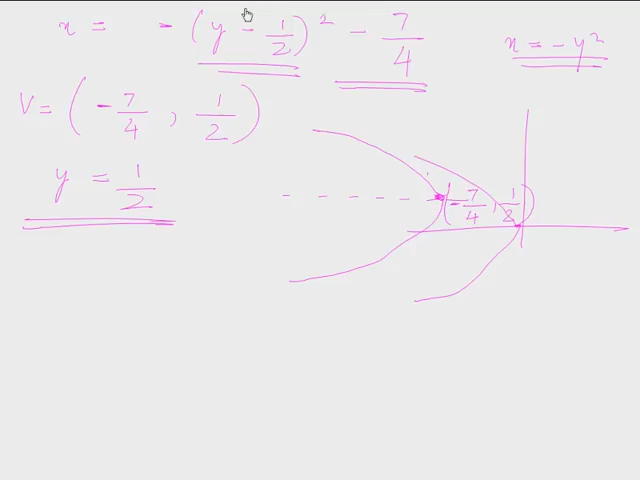 x = - (y - 1/2)² - 7/4
x = - y²
V = (- 7/4 , 1/2)
y = 1/2
(- 7/4 , 1/2)